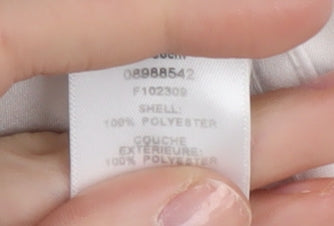 08988542
F102309
SHELL:
100% POLYESTER
COUCHE
EXTÉRIEURE:
100% POLYESTER